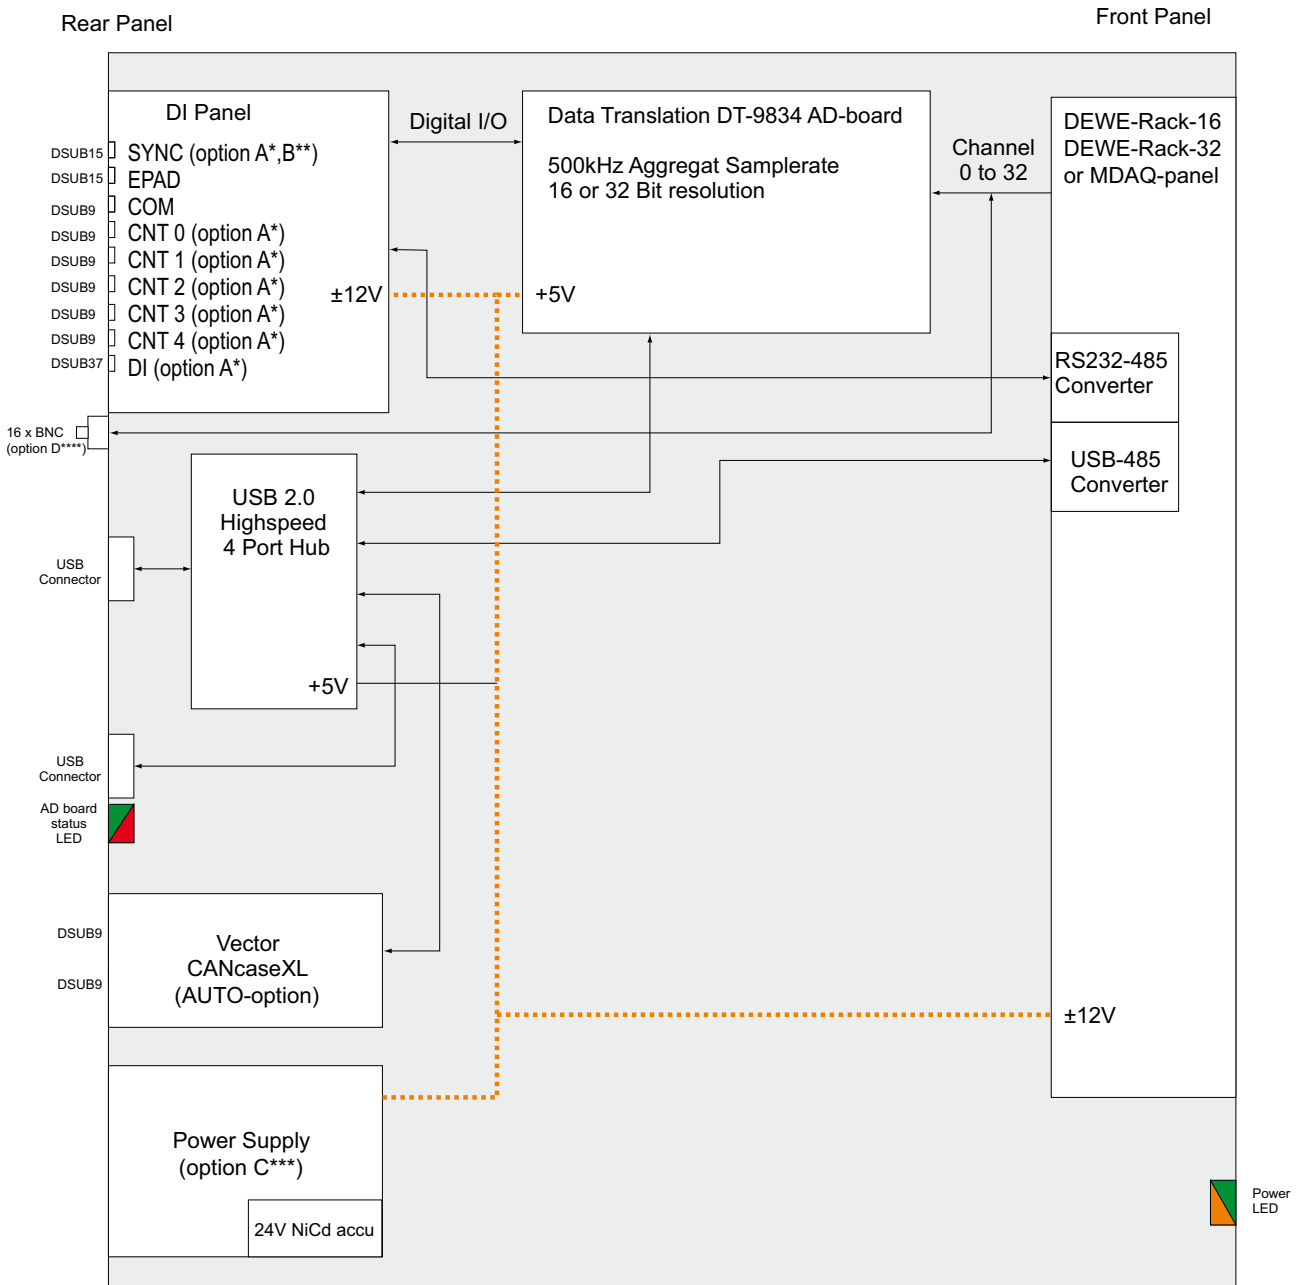 Rear Panel
Front Panel
DI Panel
DSUB15 SYNC (option A*,B**)
DSUB15 EPAD
DSUB9 COM
DSUB9 CNT 0 (option A*)
DSUB9 CNT 1 (option A*)
DSUB9 CNT 2 (option A*)
DSUB9 CNT 3 (option A*)
DSUB9 CNT 4 (option A*)
DSUB37 DI (option A*)
±12V
Digital I/O
Data Translation DT-9834 AD-board
500kHz Aggregat Samplerate
16 or 32 Bit resolution
+5V
Channel
0 to 32
DEWE-Rack-16
DEWE-Rack-32
or MDAQ-panel
RS232-485
Converter
USB-485
Converter
16 x BNC
(option D****)
USB 2.0
Highspeed
4 Port Hub
+5V
USB
Connector
USB
Connector
AD board
status
LED
DSUB9
DSUB9
Vector
CANcaseXL
(AUTO-option)
±12V
Power Supply
(option C***)
24V NiCd accu
Power
LED